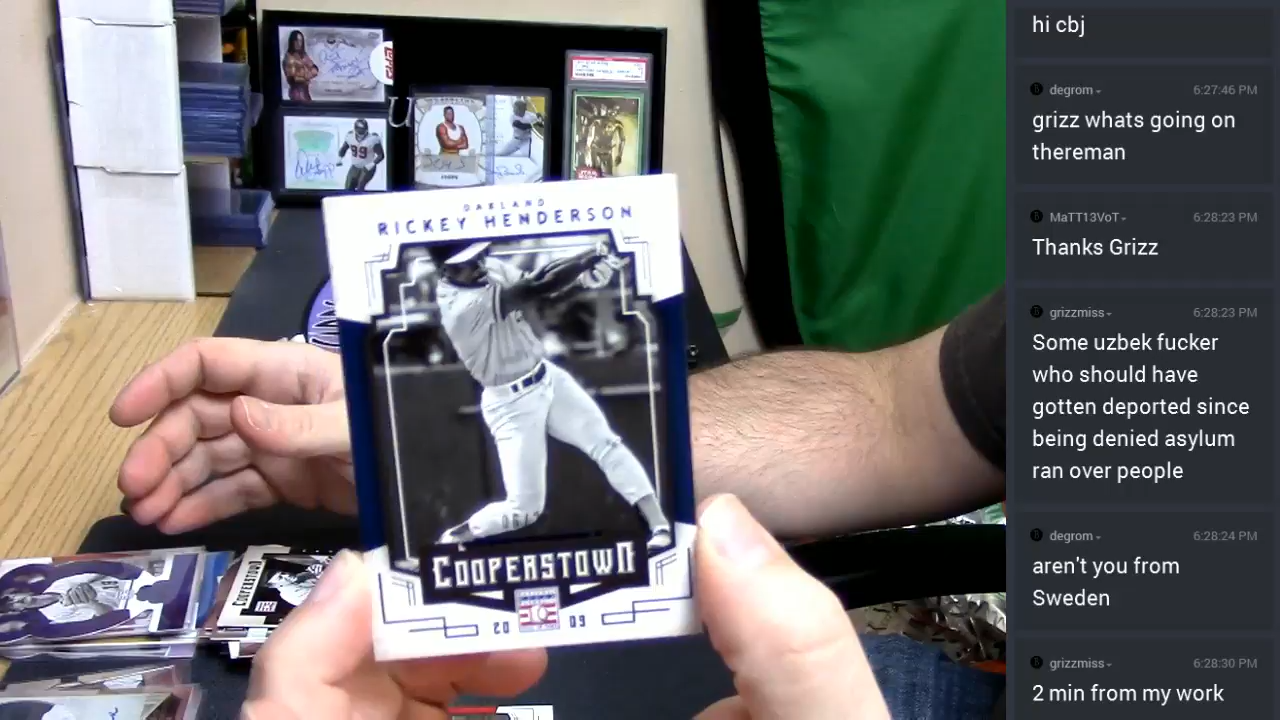 OAKLAND
RICKEY HENDERSON
COOPERSTOWN
20 09
COOPERSTOWN
99
U
hi cbj
degrom
6:27:46 PM
grizz whats going on
thereman
MaTT13VoT
6:28:23 PM
Thanks Grizz
grizzmiss
6:28:23 PM
Some uzbek fucker
who should have
gotten deported since
being denied asylum
ran over people
degrom
6:28:24 PM
aren't you from
Sweden
grizzmiss
6:28:30 PM
2 min from my work